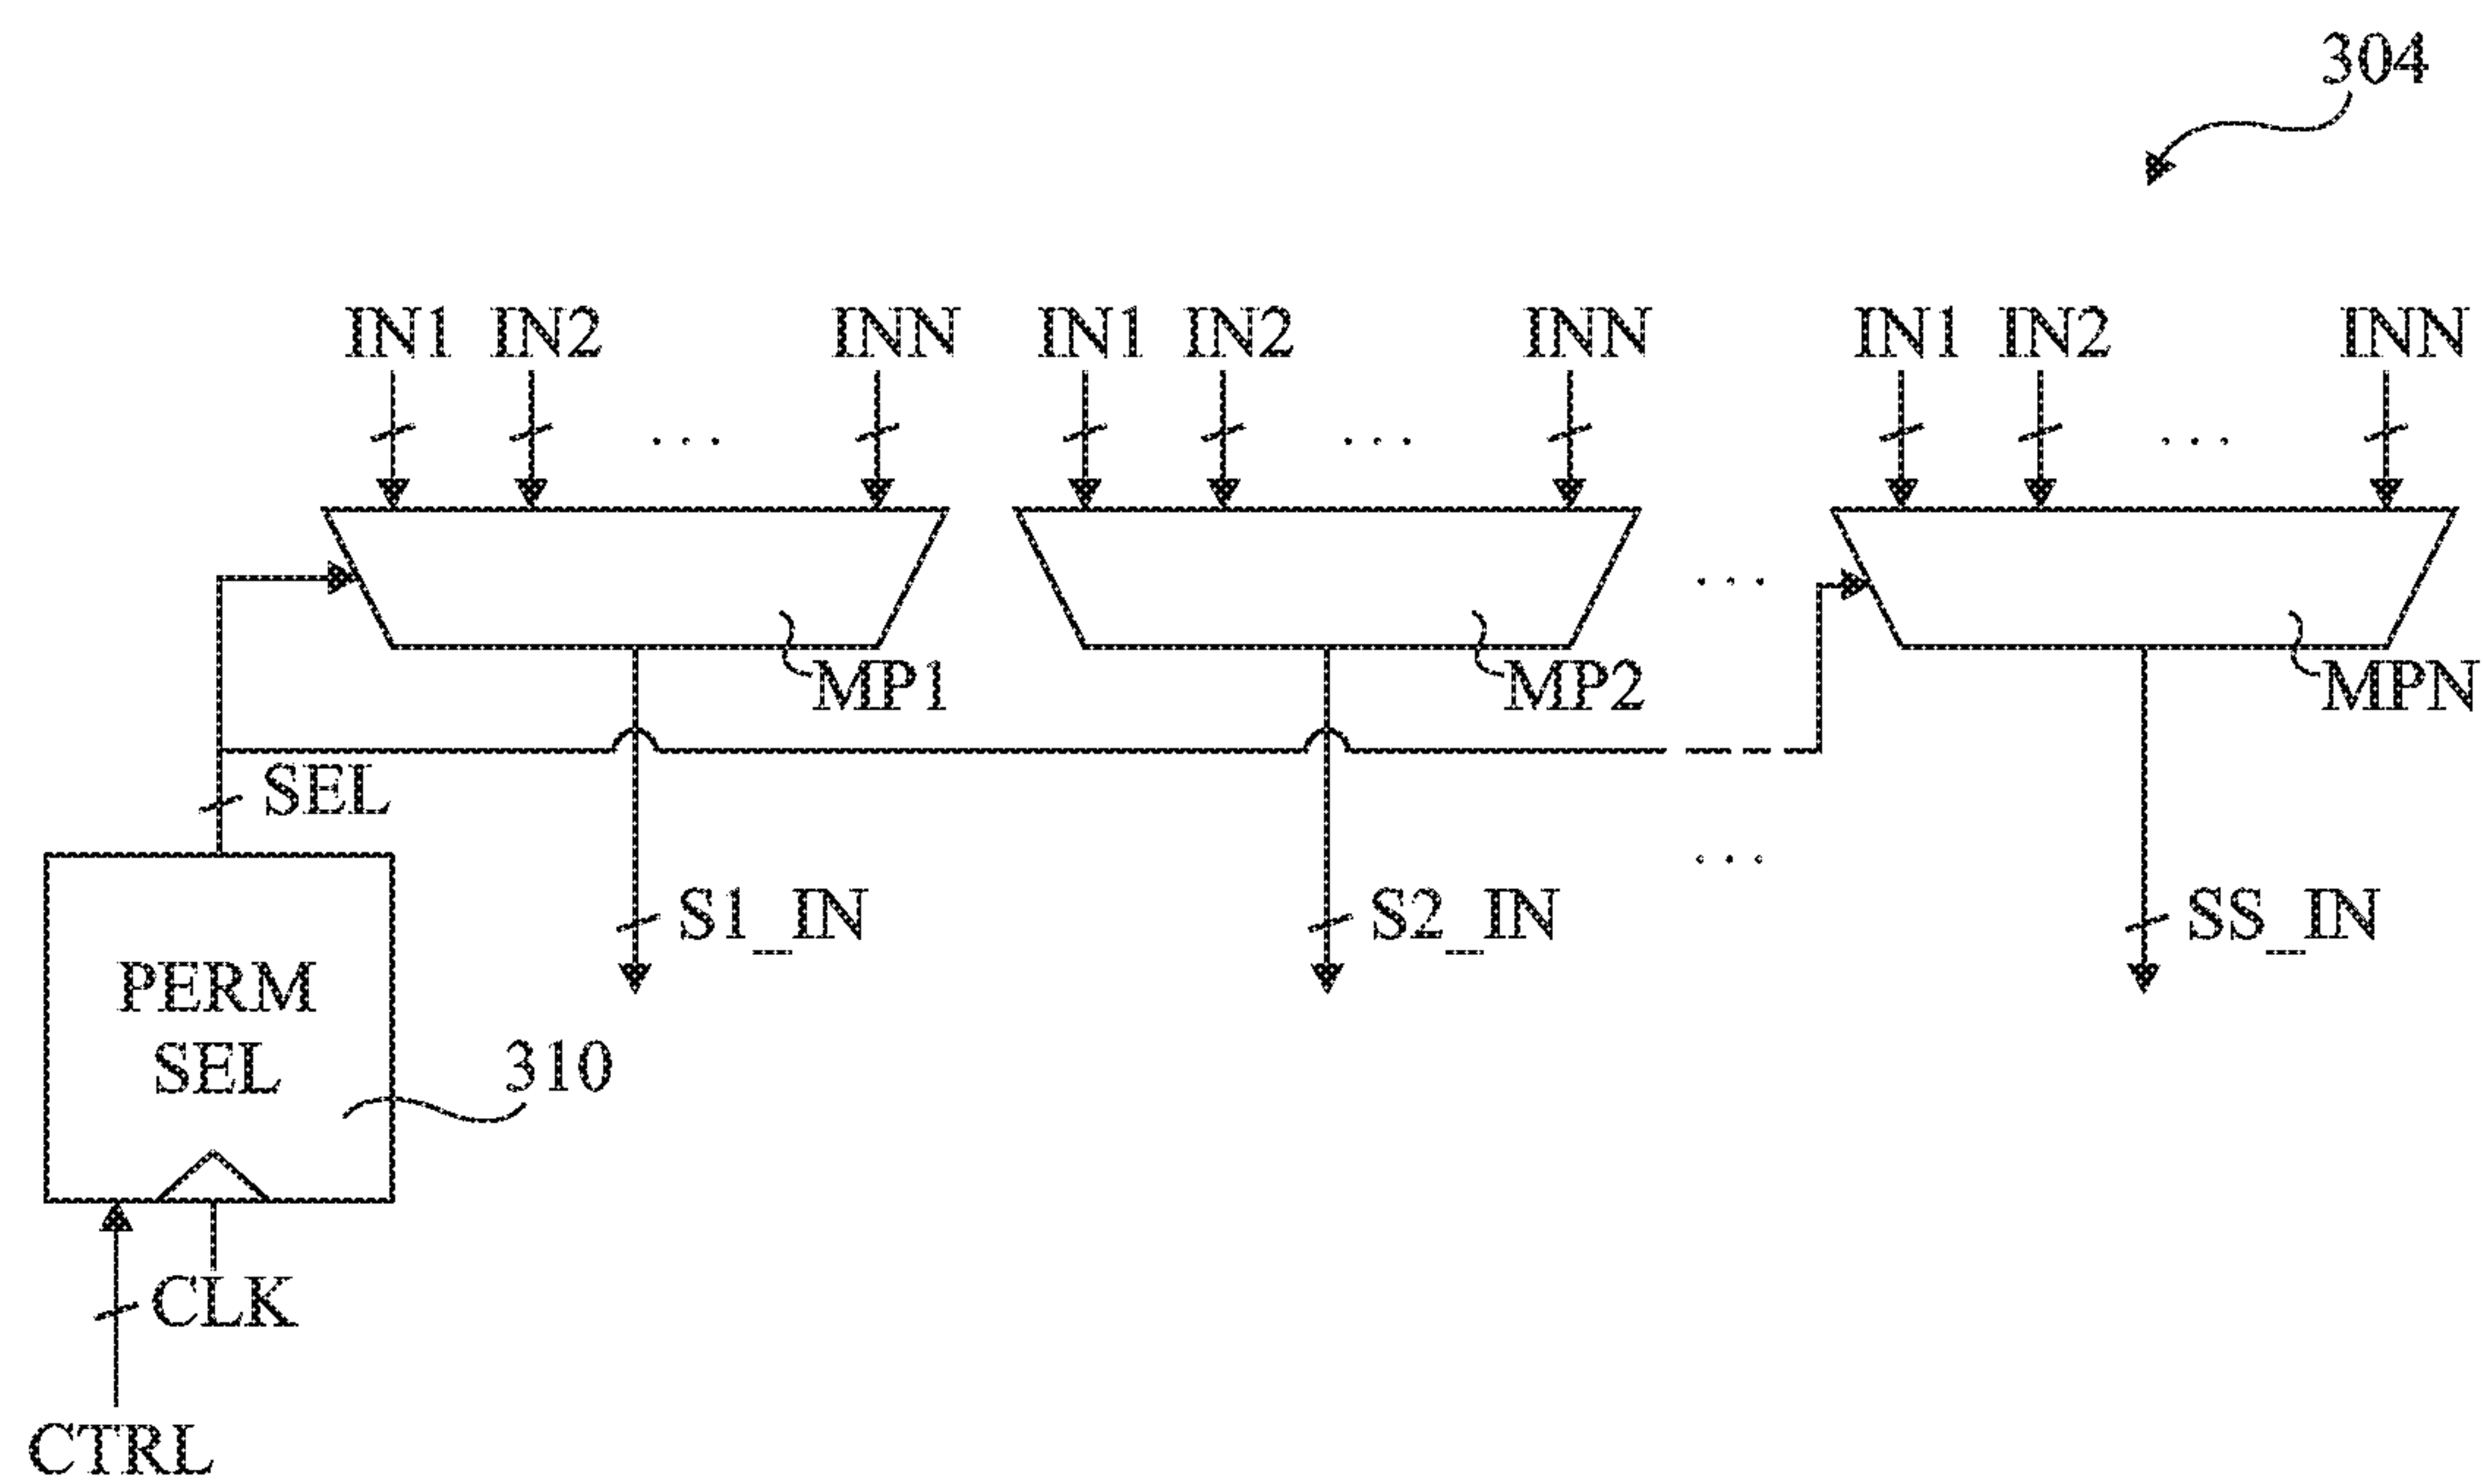 304
IN1 IN2 ... INN IN1 IN2 ... INN IN1 IN2 ... INN
...
MP1 MP2 MPN
SEL
...
S1_IN S2_IN SS_IN
PERM
SEL
310
CLK
CTRL